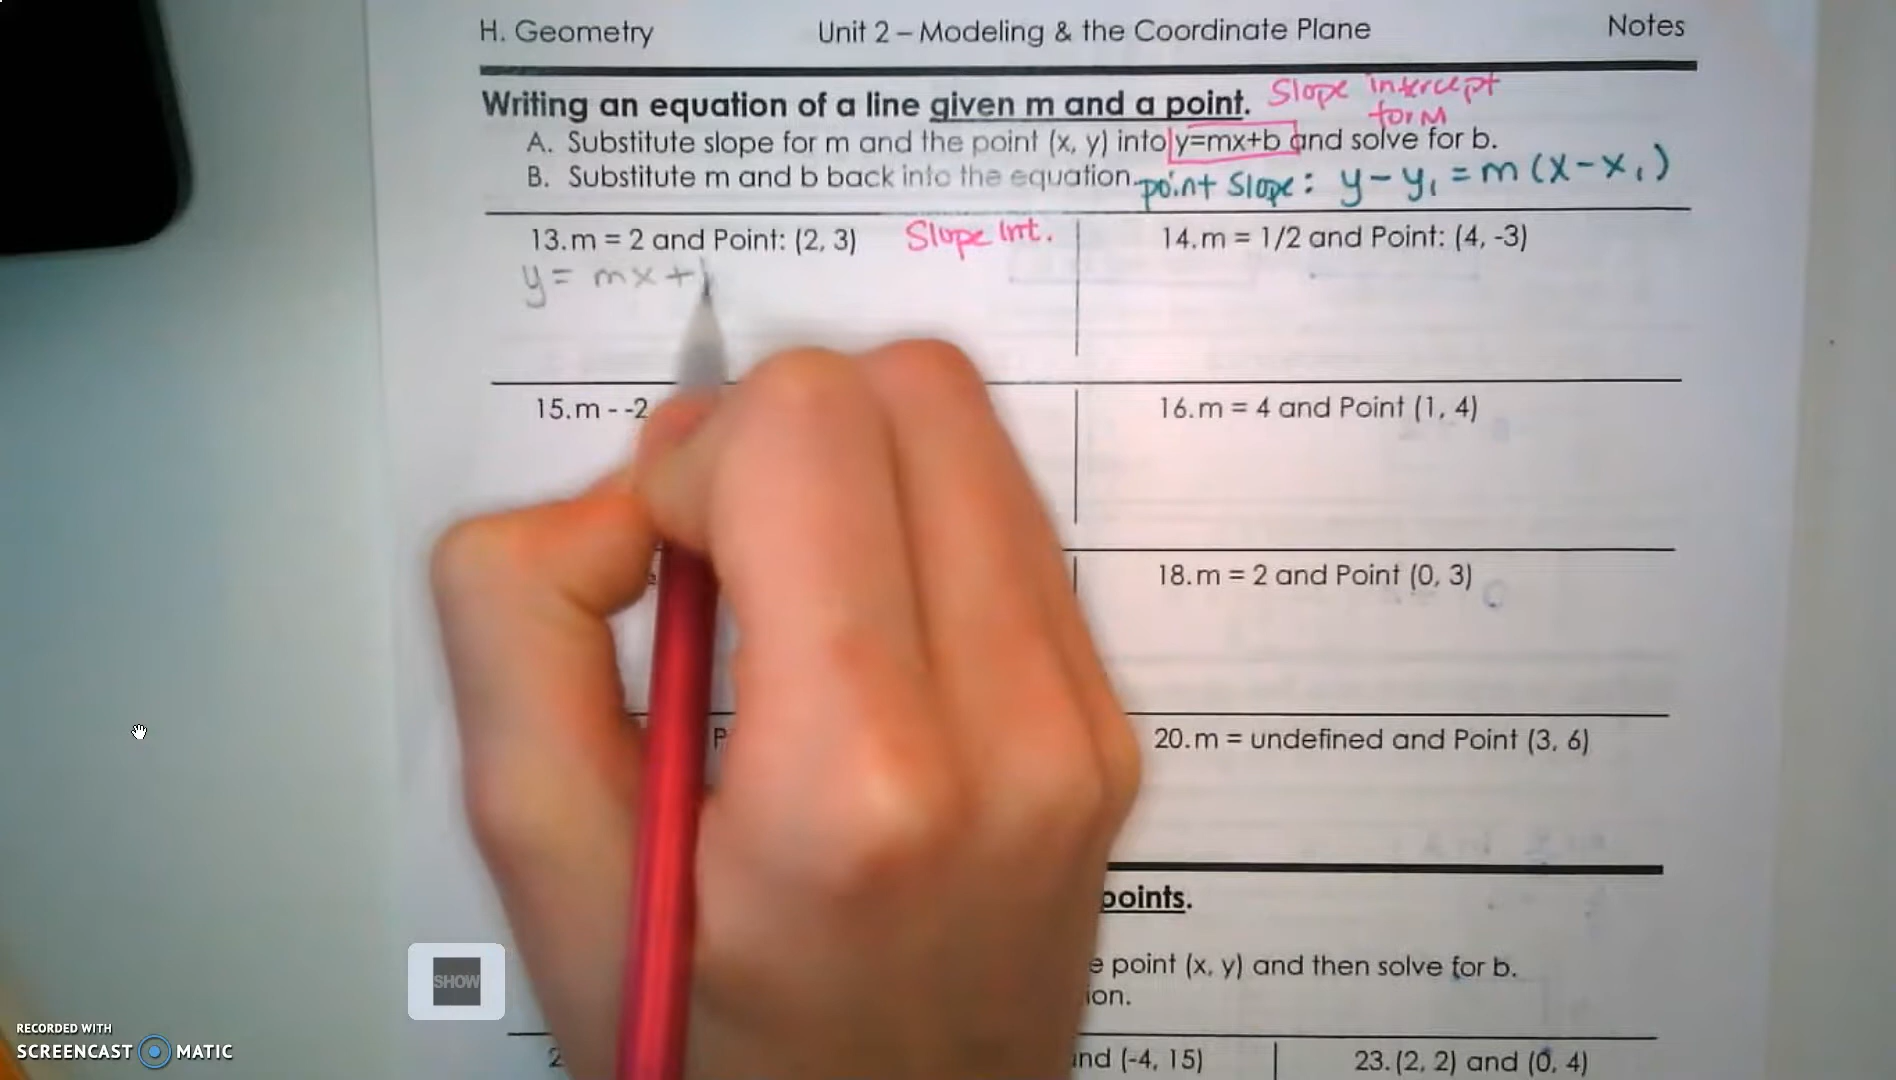 H. Geometry Unit 2 – Modeling & the Coordinate Plane Notes
Writing an equation of a line given m and a point. Slope intercept form
A. Substitute slope for m and the point (x, y) into y=mx+b and solve for b.
B. Substitute m and b back into the equation. point slope: y - y₁ = m (x - x₁)
13. m = 2 and Point: (2, 3) Slope Int. 14. m = 1/2 and Point: (4, -3)
y = mx +
15. m - -2 16. m = 4 and Point (1, 4)
18. m = 2 and Point (0, 3)
20. m = undefined and Point (3, 6)
points.
point (x, y) and then solve for b.
(-4, 15) 23. (2, 2) and (0, 4)
SHOW
RECORDED WITH
SCREENCAST MATIC